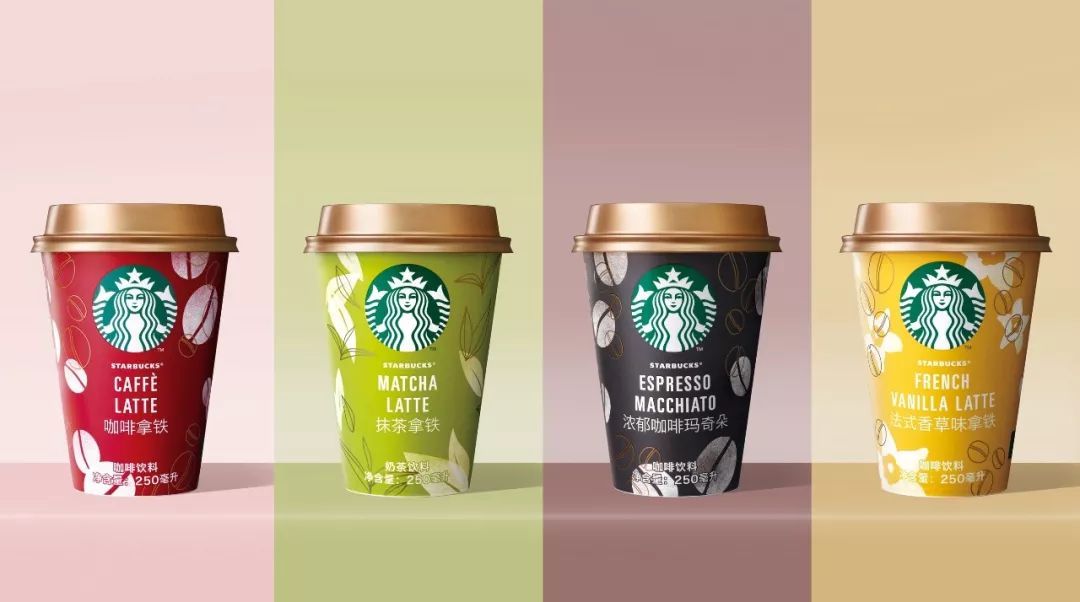 STARBUCKS®
CAFFÈ
LATTE
咖啡拿铁
咖啡饮料
净含量：250毫升
STARBUCKS®
MATCHA
LATTE
抹茶拿铁
奶茶饮料
净含量：250毫升
STARBUCKS®
ESPRESSO
MACCHIATO
浓郁咖啡玛奇朵
咖啡饮料
净含量：250毫升
STARBUCKS®
FRENCH
VANILLA LATTE
法式香草味拿铁
咖啡饮料
净含量：250毫升